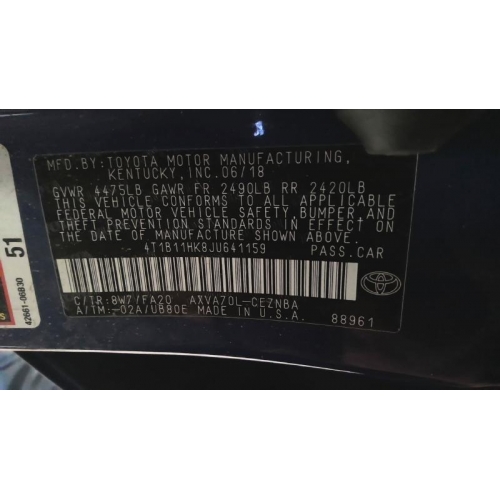 MFD.BY:TOYOTA MOTOR MANUFACTURING,
KENTUCKY,INC.06/18
GVWR 4475LB GAWR FR 2490LB RR 2420LB
THIS VEHICLE CONFORMS TO ALL APPLICABLE
FEDERAL MOTOR VEHICLE SAFETY,BUMPER,AND
THEFT PREVENTION STANDARDS IN EFFECT ON
THE DATE OF MANUFACTURE SHOWN ABOVE.
4T1B11HK8JU641159 PASS.CAR
C/TR:8W7/FA20 AXVA70L-CEZNBA
A/TM:-02A/UB80E MADE IN U.S.A.
88961
51
42661-06B30